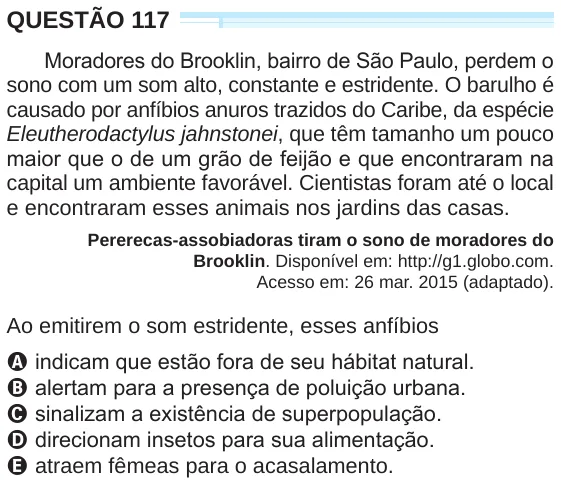 QUESTÃO 117
Moradores do Brooklin, bairro de São Paulo, perdem o
sono com um som alto, constante e estridente. O barulho é
causado por anfíbios anuros trazidos do Caribe, da espécie
Eleutherodactylus jahnstonei, que têm tamanho um pouco
maior que o de um grão de feijão e que encontraram na
capital um ambiente favorável. Cientistas foram até o local
e encontraram esses animais nos jardins das casas.
Pererecas-assobiadoras tiram o sono de moradores do
Brooklin. Disponível em: http://g1.globo.com.
Acesso em: 26 mar. 2015 (adaptado).
Ao emitirem o som estridente, esses anfíbios
A indicam que estão fora de seu hábitat natural.
B alertam para a presença de poluição urbana.
C sinalizam a existência de superpopulação.
D direcionam insetos para sua alimentação.
E atraem fêmeas para o acasalamento.